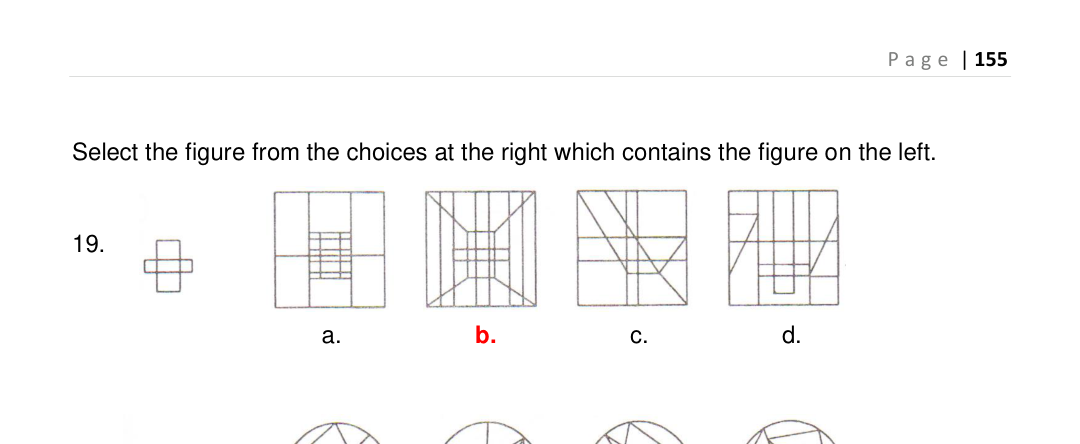 Page | 155
Select the figure from the choices at the right which contains the figure on the left.
19.
a. b. c. d.